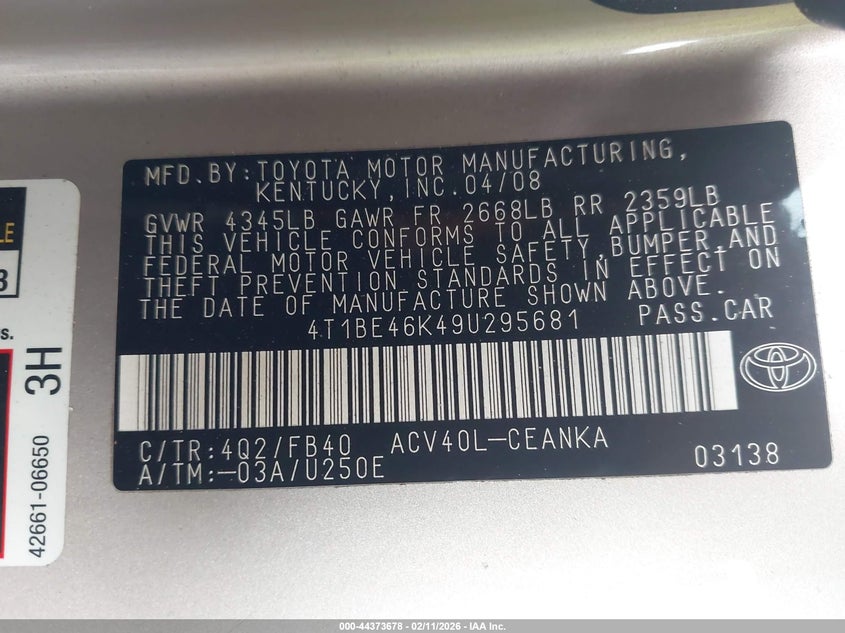 MFD. BY: TOYOTA MOTOR MANUFACTURING,
KENTUCKY, INC. 04/08
GVWR 4345LB GAWR FR 2668LB RR 2359LB
THIS VEHICLE CONFORMS TO ALL APPLICABLE
FEDERAL MOTOR VEHICLE SAFETY, BUMPER, AND
THEFT PREVENTION STANDARDS IN EFFECT ON
THE DATE OF MANUFACTURE SHOWN ABOVE.
4T1BE46K49U295681 PASS. CAR
C/TR: 4Q2/FB40 ACV40L-CEANKA
A/TM: -03A/U250E 03138
3H
42661-06650
000-44373678 - 02/11/2026 - IAA Inc.